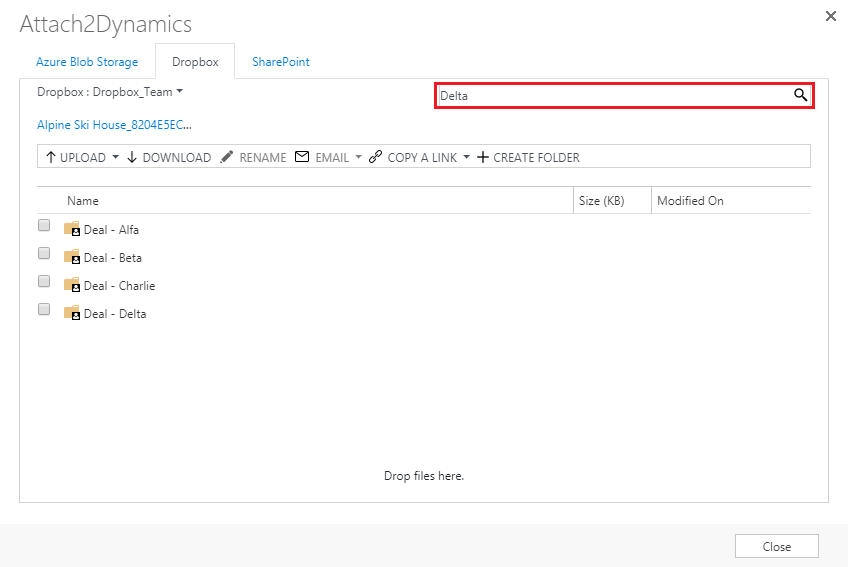 Attach2Dynamics
Azure Blob Storage Dropbox SharePoint
Dropbox : Dropbox_Team
Delta
Alpine Ski House_8204E5EC...
UPLOAD DOWNLOAD RENAME EMAIL COPY A LINK CREATE FOLDER
Name Size (KB) Modified On
Deal - Alfa
Deal - Beta
Deal - Charlie
Deal - Delta
Drop files here.
Close